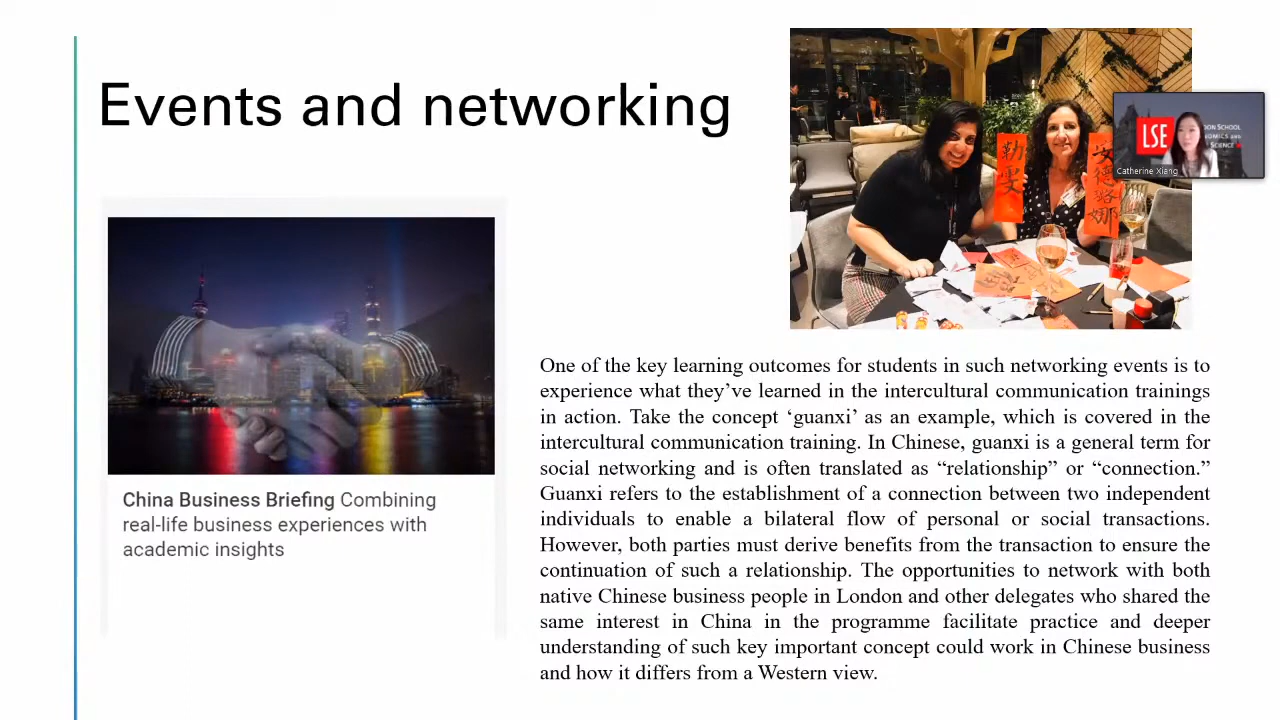 Events and networking
勒雯
安德璐娜
LSE
Catherine Xiang
China Business Briefing Combining
real-life business experiences with
academic insights
One of the key learning outcomes for students in such networking events is to
experience what they've learned in the intercultural communication trainings
in action. Take the concept ‘guanxi’ as an example, which is covered in the
intercultural communication training. In Chinese, guanxi is a general term for
social networking and is often translated as “relationship” or “connection.”
Guanxi refers to the establishment of a connection between two independent
individuals to enable a bilateral flow of personal or social transactions.
However, both parties must derive benefits from the transaction to ensure the
continuation of such a relationship. The opportunities to network with both
native Chinese business people in London and other delegates who shared the
same interest in China in the programme facilitate practice and deeper
understanding of such key important concept could work in Chinese business
and how it differs from a Western view.